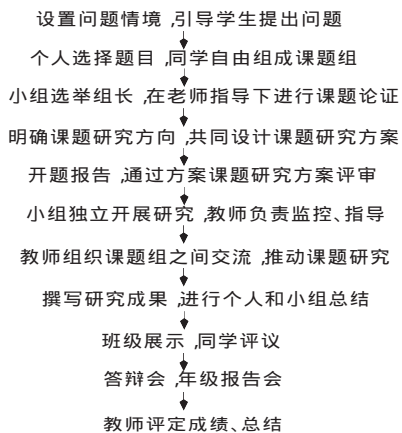 设置问题情境 ,引导学生提出问题
个人选择题目 ,同学自由组成课题组
小组选举组长 ,在老师指导下进行课题论证
明确课题研究方向 ,共同设计课题研究方案
开题报告 ,通过方案课题研究方案评审
小组独立开展研究 ,教师负责监控、指导
教师组织课题组之间交流 ,推动课题研究
撰写研究成果 ,进行个人和小组总结
班级展示 ,同学评议
答辩会 ,年级报告会
教师评定成绩、总结